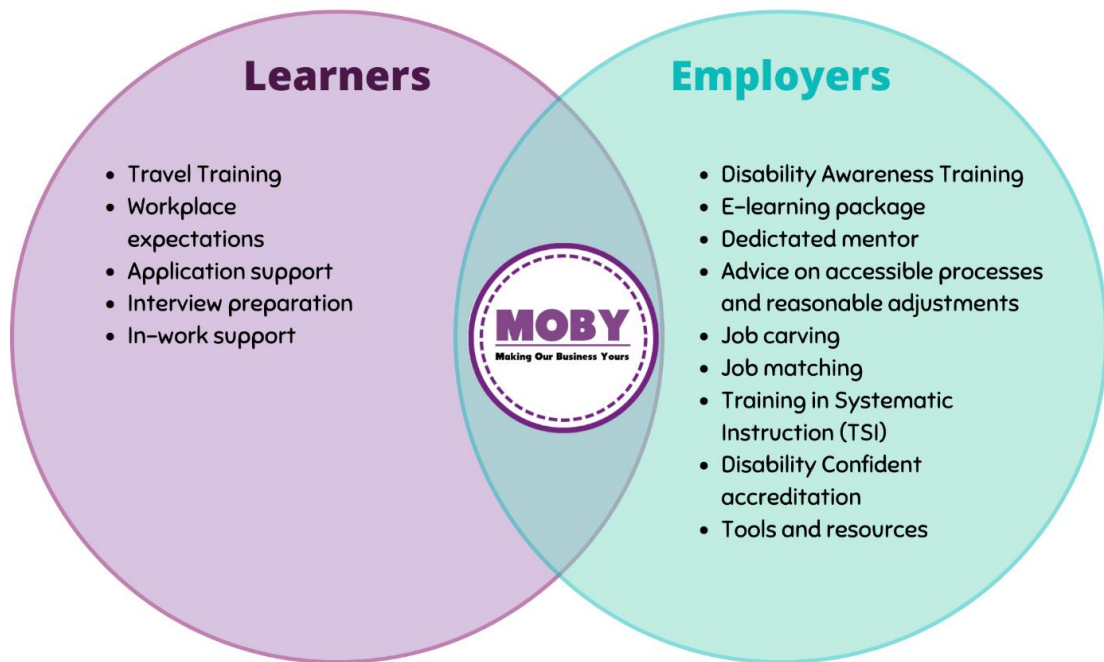 Learners
• Travel Training
• Workplace
expectations
• Application support
• Interview preparation
• In-work support
MOBY
Making Our Business Yours
Employers
• Disability Awareness Training
• E-learning package
• Dedictated mentor
• Advice on accessible processes
and reasonable adjustments
• Job carving
• Job matching
• Training in Systematic
Instruction (TSI)
• Disability Confident
accreditation
• Tools and resources